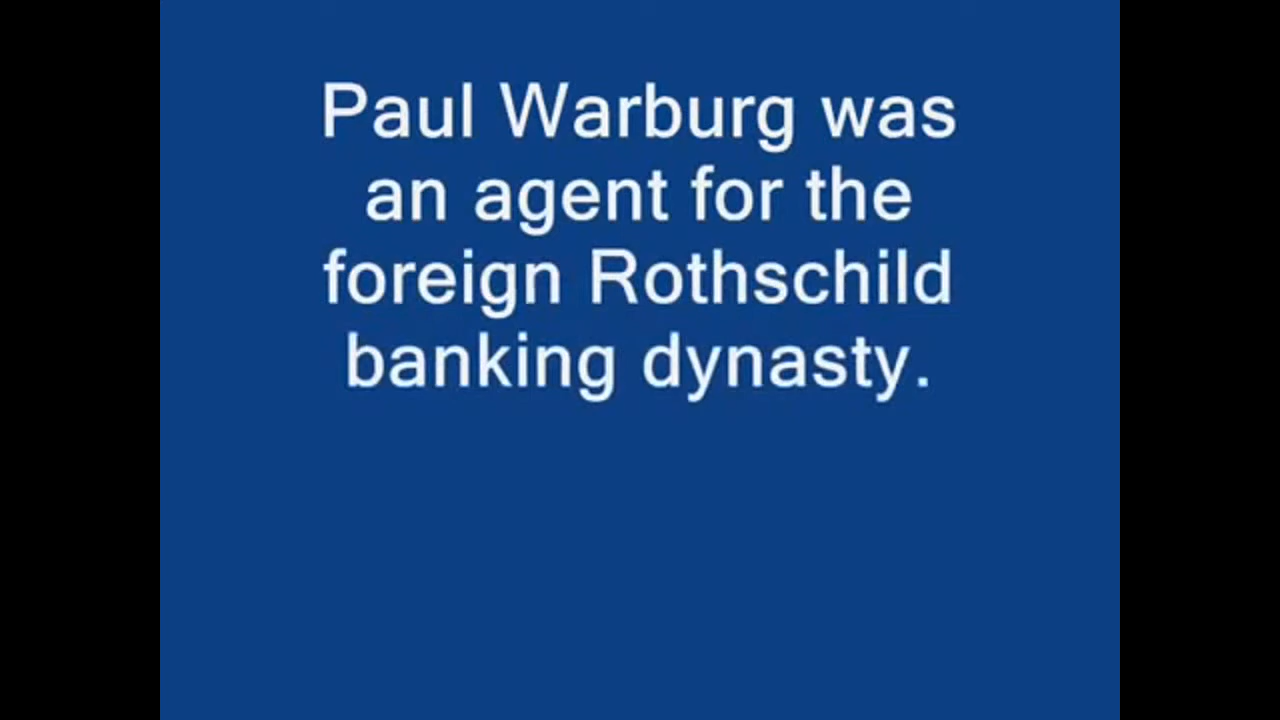 Paul Warburg was
an agent for the
foreign Rothschild
banking dynasty.